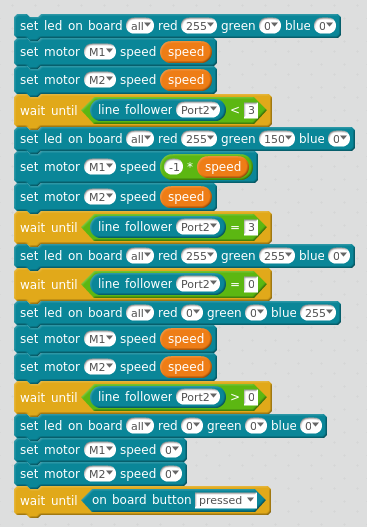 set led on board all red 255 green 0 blue 0
set motor M1 speed speed
set motor M2 speed speed
wait until line follower Port2 < 3
set led on board all red 255 green 150 blue 0
set motor M1 speed -1 * speed
set motor M2 speed speed
wait until line follower Port2 = 3
set led on board all red 255 green 255 blue 0
wait until line follower Port2 = 0
set led on board all red 0 green 0 blue 255
set motor M1 speed speed
set motor M2 speed speed
wait until line follower Port2 > 0
set led on board all red 0 green 0 blue 0
set motor M1 speed 0
set motor M2 speed 0
wait until on board button pressed